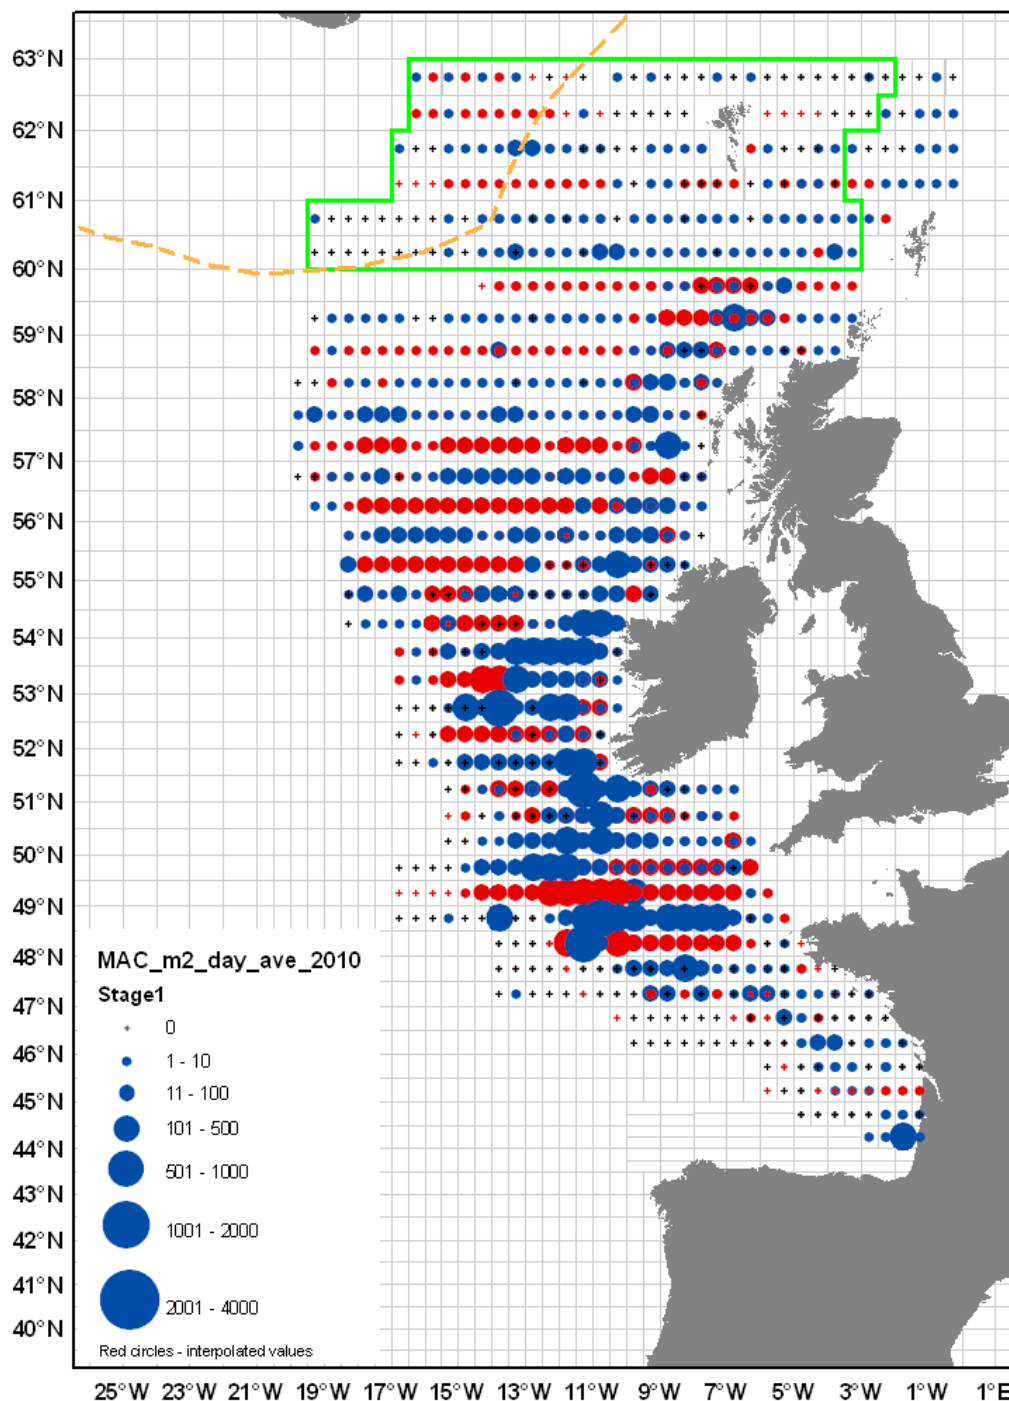 63°N
62°N
61°N
60°N
59°N
58°N
57°N
56°N
55°N
54°N
53°N
52°N
51°N
50°N
49°N
48°N
47°N
46°N
45°N
44°N
43°N
42°N
41°N
40°N
MAC_m2_day_ave_2010
Stage1
0
1 - 10
11 - 100
101 - 500
501 - 1000
1001 - 2000
2001 - 4000
Red circles - interpolated values
25°W 23°W 21°W 19°W 17°W 15°W 13°W 11°W 9°W 7°W 5°W 3°W 1°W 1°E